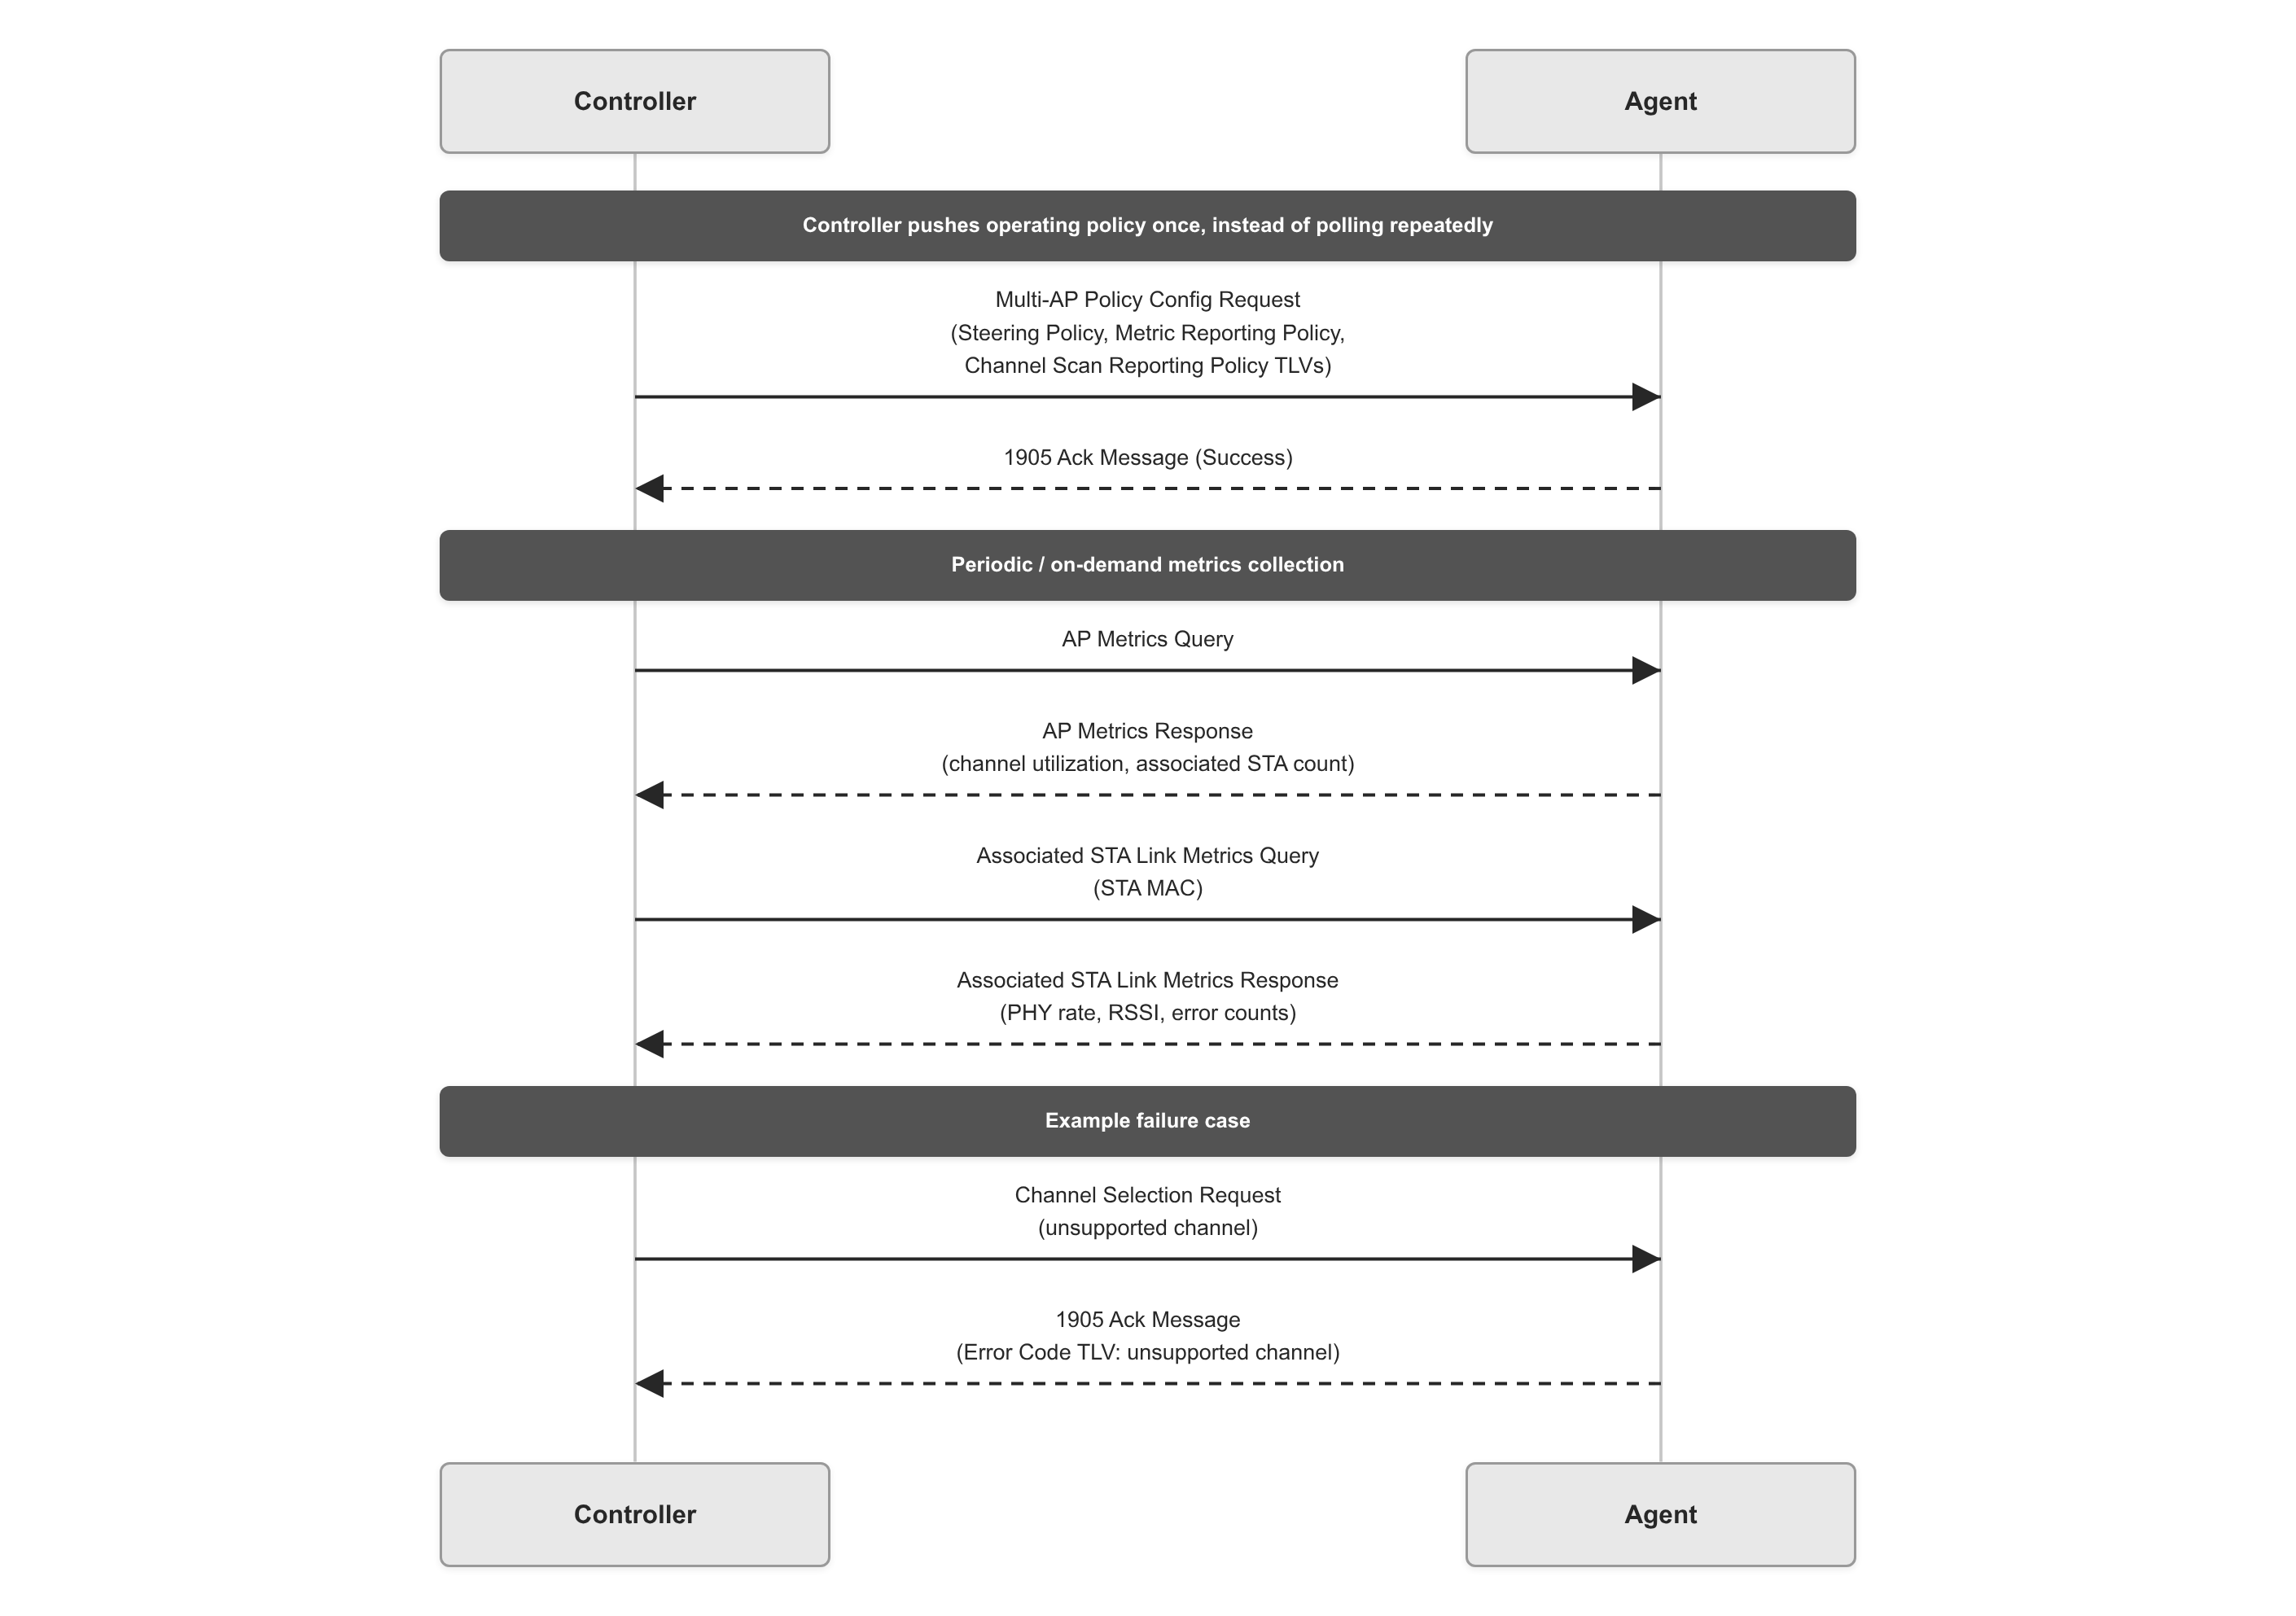 Controller
Agent
Controller pushes operating policy once, instead of polling repeatedly
Multi-AP Policy Config Request
(Steering Policy, Metric Reporting Policy,
Channel Scan Reporting Policy TLVs)
1905 Ack Message (Success)
Periodic / on-demand metrics collection
AP Metrics Query
AP Metrics Response
(channel utilization, associated STA count)
Associated STA Link Metrics Query
(STA MAC)
Associated STA Link Metrics Response
(PHY rate, RSSI, error counts)
Example failure case
Channel Selection Request
(unsupported channel)
1905 Ack Message
(Error Code TLV: unsupported channel)
Controller
Agent